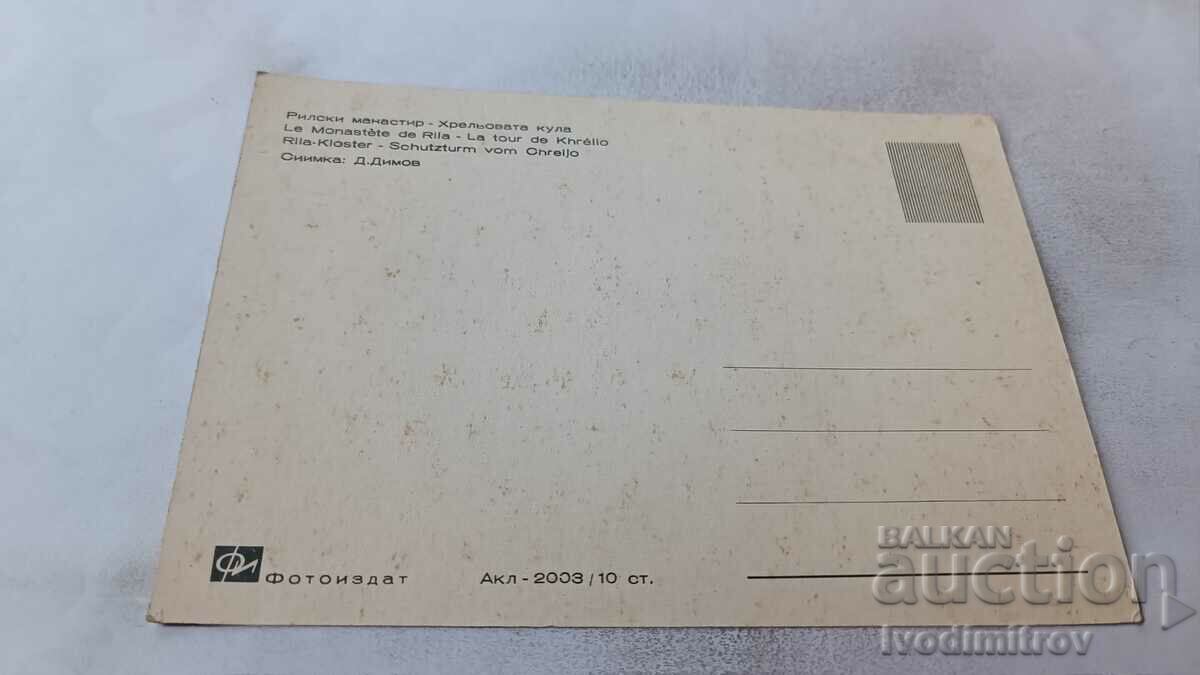 Рилски манастир - Хрельовата кула
Le Monastète de Rila - La tour de Khrélio
Rila-Kloster - Schutzturm vom Chreljo
Снимка: Д.Димов
ФИ Фотоиздат
Акл - 2003 / 10 ст.
BALKAN
auction
Ivodimitrov